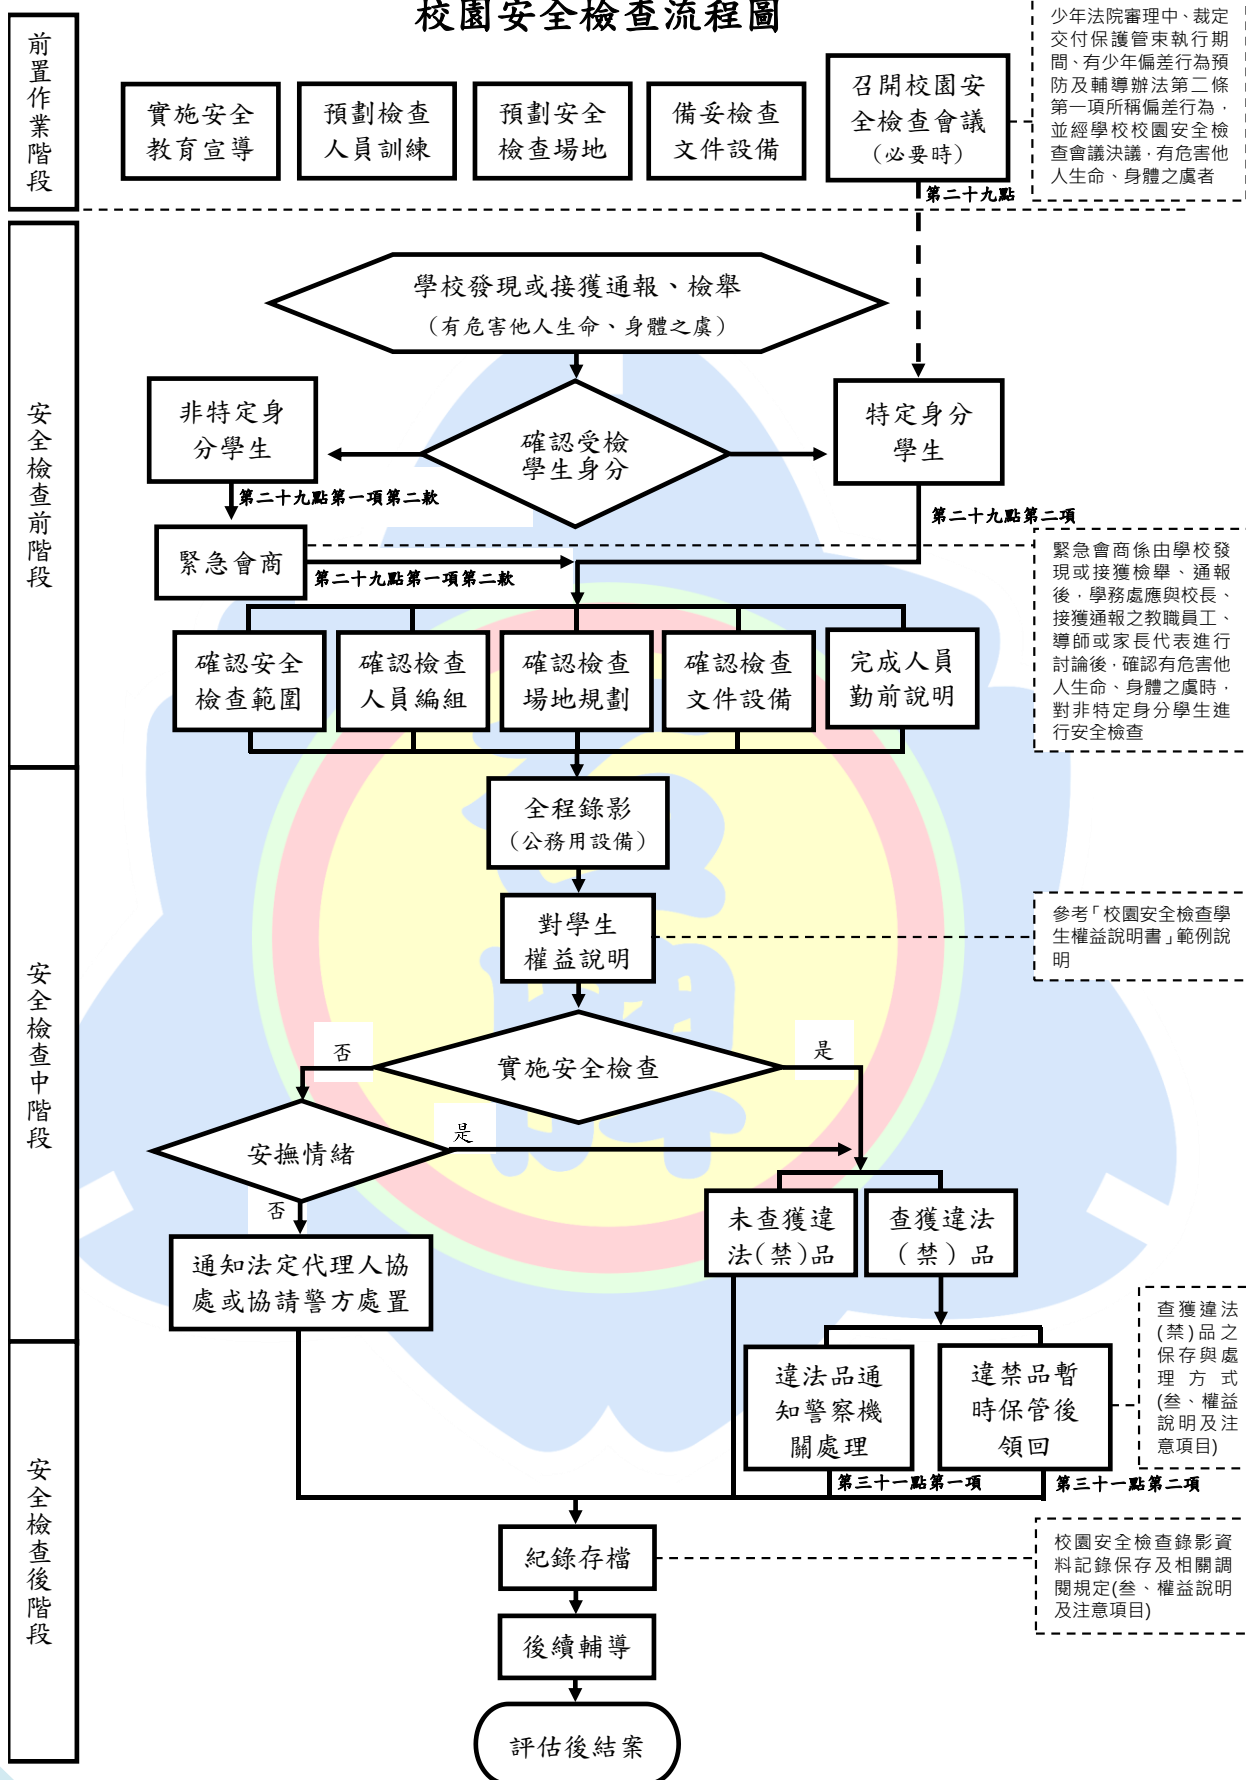 校園安全檢查流程圖
前置作業階段
實施安全
教育宣導
預劃檢查
人員訓練
預劃安全
檢查場地
備妥檢查
文件設備
召開校園安
全檢查會議
(必要時)
少年法院審理中、裁定
交付保護管束執行期
間、有少年偏差行為預
防及輔導辦法第二條
第一項所稱偏差行為，
並經學校校園安全檢
查會議決議，有危害他
人生命、身體之虞者
第二十九點
安全檢查前階段
學校發現或接獲通報、檢舉
(有危害他人生命、身體之虞)
非特定身
分學生
確認受檢
學生身分
特定身分
學生
第二十九點第一項第二款
第二十九點第二項
緊急會商
第二十九點第一項第二款
緊急會商係由學校發
現或接獲檢舉、通報
後，學務處應與校長、
接獲通報之教職員工、
導師或家長代表進行
討論後，確認有危害他
人生命、身體之虞時，
對非特定身分學生進
行安全檢查
確認安全
檢查範圍
確認檢查
人員編組
確認檢查
場地規劃
確認檢查
文件設備
完成人員
勤前說明
安全檢查中階段
全程錄影
(公務用設備)
對學生
權益說明
參考「校園安全檢查學
生權益說明書」範例說
明
否
實施安全檢查
是
安撫情緒
是
否
通知法定代理人協
處或協請警方處置
未查獲違
法(禁)品
查獲違法
(禁)品
查獲違法
(禁)品之
保存與處
理方式
(叁、權益
說明及注
意項目)
安全檢查後階段
違法品通
知警察機
關處理
違禁品暫
時保管後
領回
第三十一點第一項
第三十一點第二項
紀錄存檔
校園安全檢查錄影資
料記錄保存及相關調
閱規定(叁、權益說明
及注意項目)
後續輔導
評估後結案